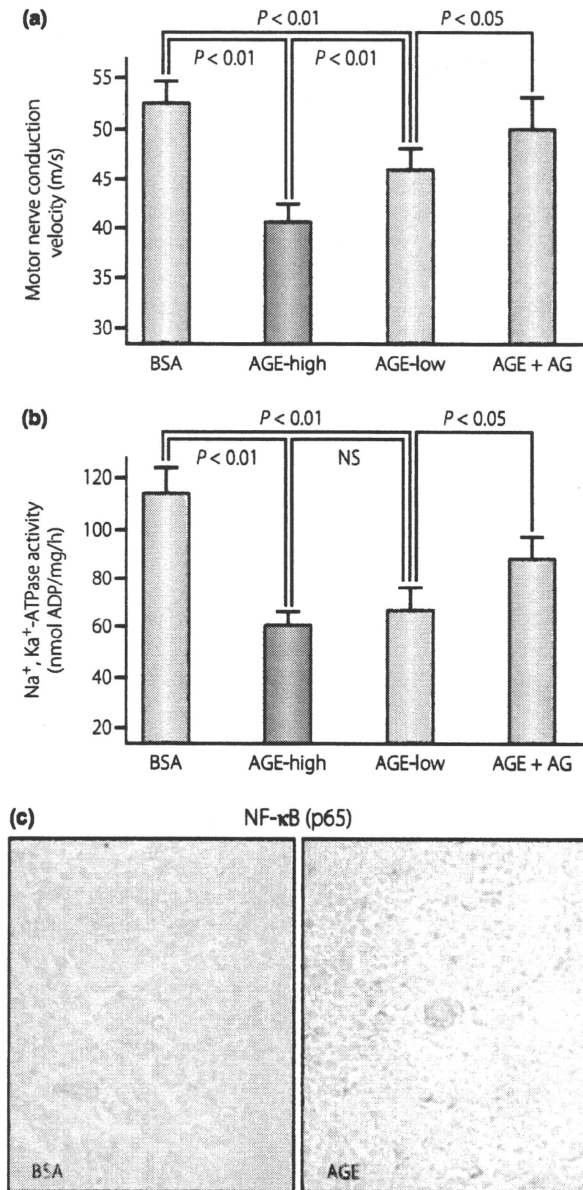 (a)
P < 0.01
P < 0.05
P < 0.01
P < 0.01
Motor nerve conduction
velocity (m/s)
55
50
45
40
35
30
BSA
AGE-high
AGE-low
AGE + AG
(b)
P < 0.01
P < 0.05
P < 0.01
NS
Na⁺, Ka⁺-ATPase activity
(nmol ADP/mg/h)
120
100
80
60
40
20
BSA
AGE-high
AGE-low
AGE + AG
(c)
NF-κB (p65)
BSA
AGE